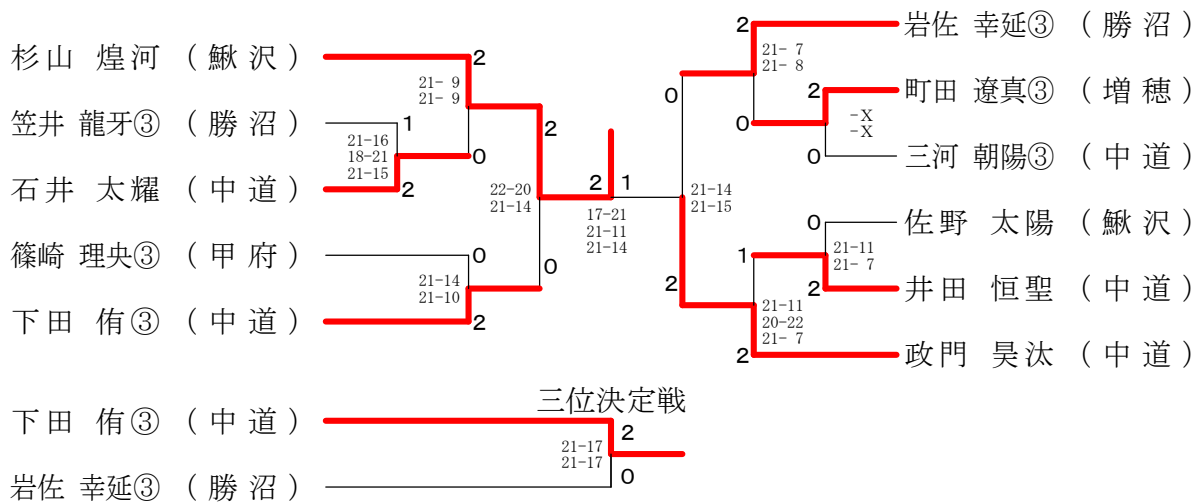 杉山 煌河 (鰍沢)
2
21- 9
21- 9
笠井 龍牙③ (勝沼)
1
21-16
18-21
21-15
0
石井 太耀 (中道)
2
2
22-20
21-14
篠崎 理央③ (甲府)
0
21-14
21-10
0
下田 侑③ (中道)
2
2 1
17-21
21-11
21-14
2
岩佐 幸延③ (勝沼)
21- 7
21- 8
0
2
町田 遼真③ (増穂)
-X
-X
0
0
三河 朝陽③ (中道)
21-14
21-15
0
佐野 太陽 (鰍沢)
1
21-11
21- 7
2
2
井田 恒聖 (中道)
21-11
20-22
21- 7
2
政門 昊汰 (中道)
三位決定戦
下田 侑③ (中道)
2
21-17
21-17
0
岩佐 幸延③ (勝沼)